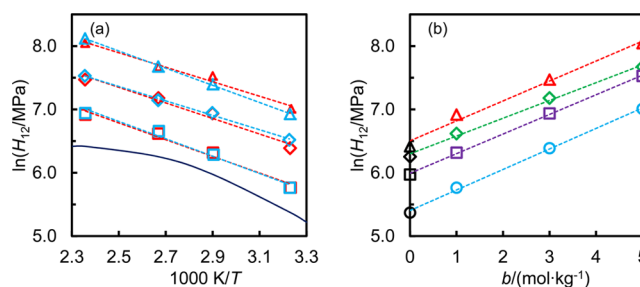 (a)
(b)
ln(H₁₂/MPa)
8.0
7.0
6.0
5.0
2.3 2.5 2.7 2.9 3.1 3.3
1000 K/T
ln(H₁₂/MPa)
8.0
7.0
6.0
5.0
0 1 2 3 4 5
b/(mol·kg⁻¹)